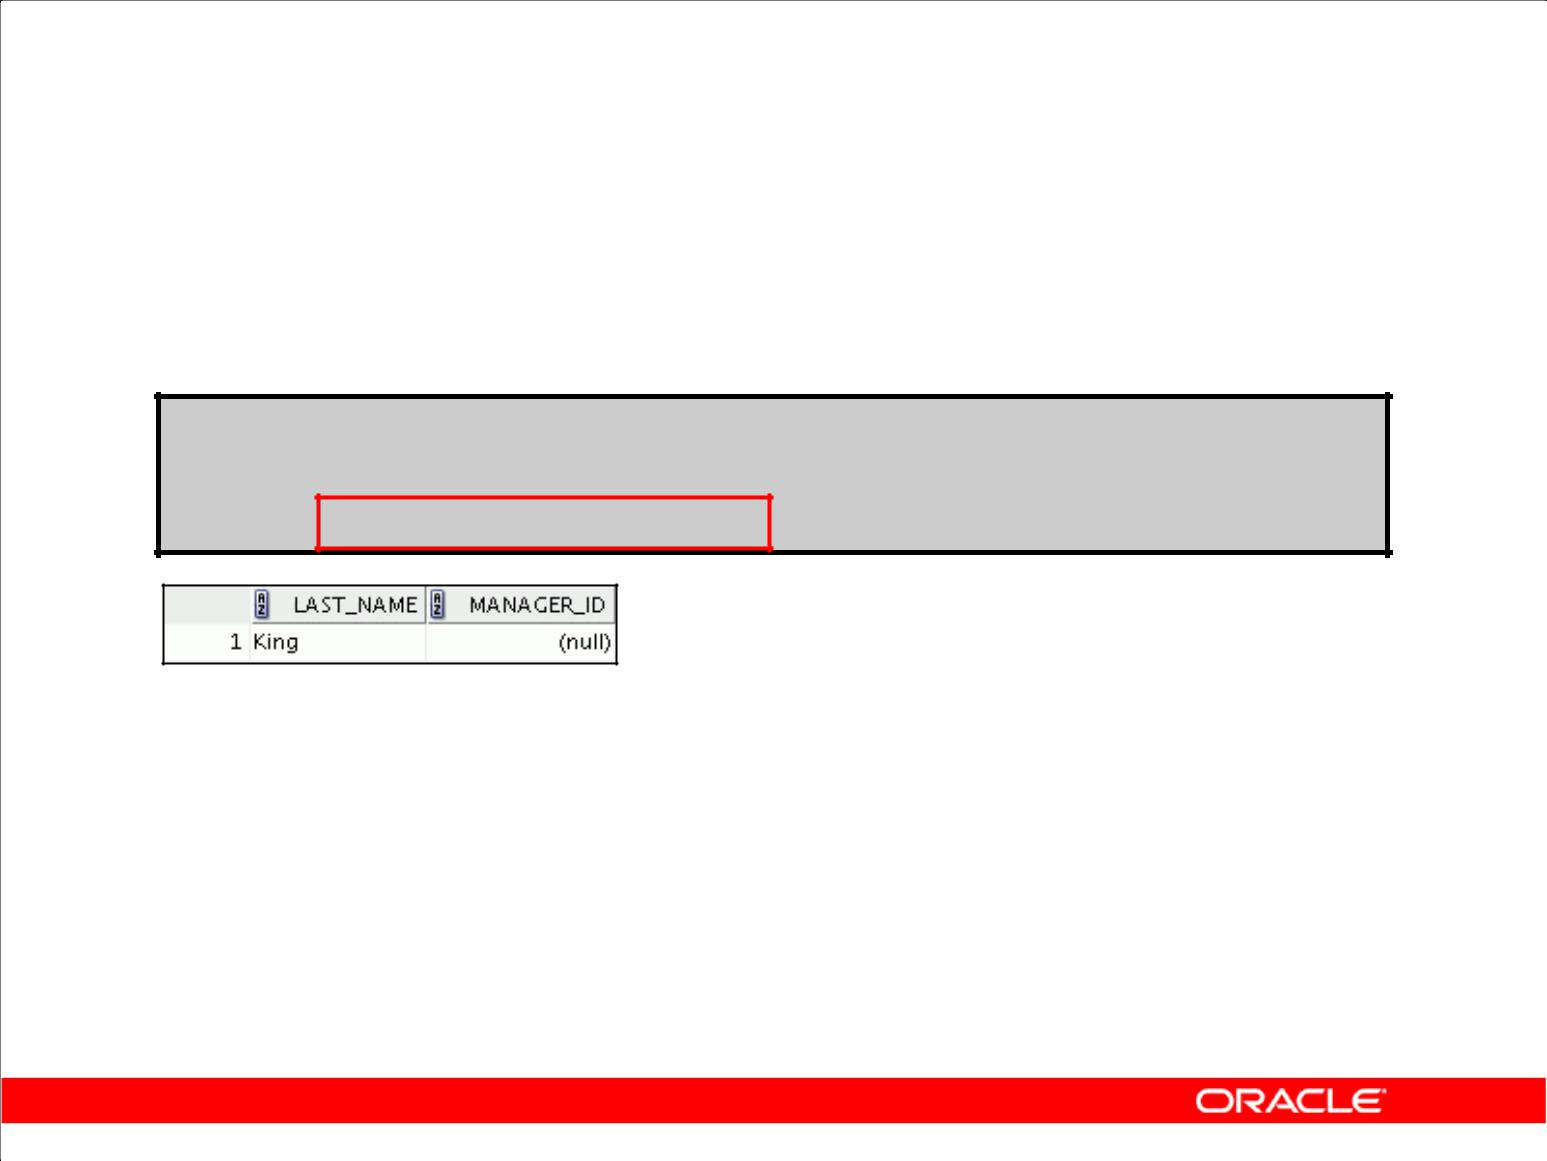 LAST_NAME MANAGER_ID
1 King (null)
ORACLE